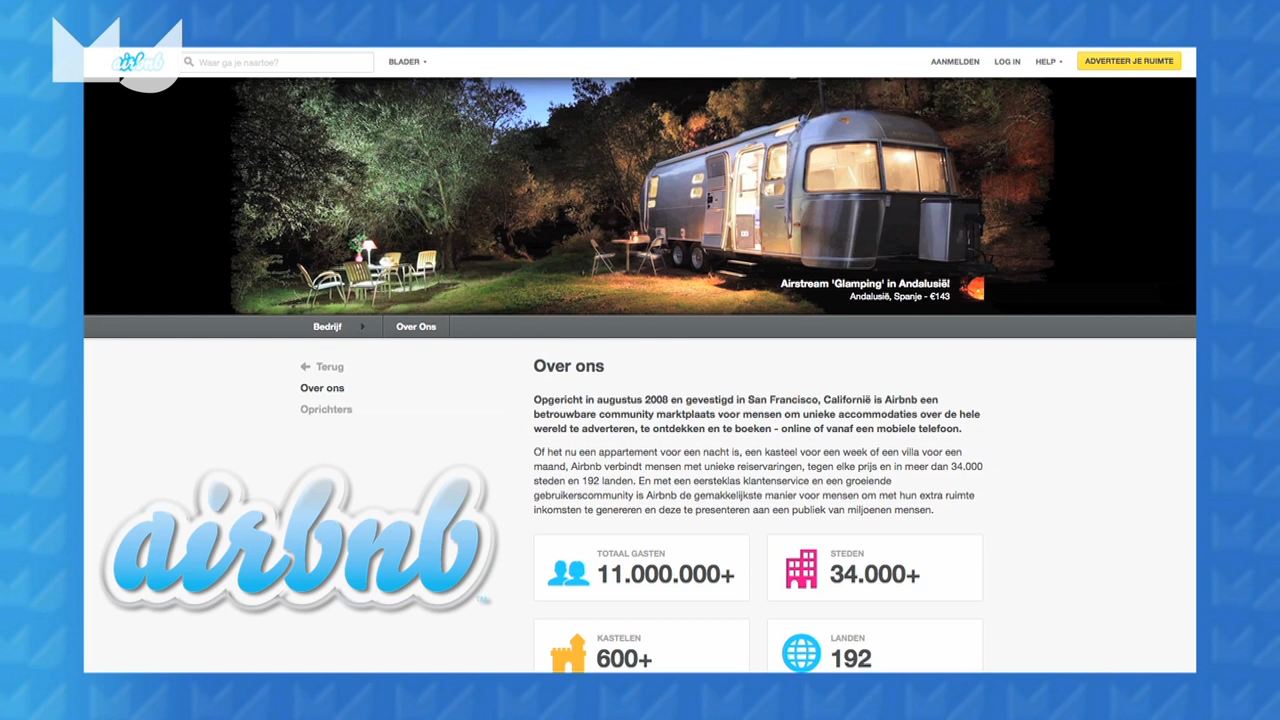 airbnb
Waar ga je naartoe?
BLADER
AANMELDEN
LOG IN
HELP
ADVERTEER JE RUIMTE
Airstream 'Glamping' in Andalusië!
Andalusië, Spanje - €143
Bedrijf
Over Ons
Terug
Over ons
Oprichters
airbnb
TM
Over ons
Opgericht in augustus 2008 en gevestigd in San Francisco, Californië is Airbnb een
betrouwbare community marktplaats voor mensen om unieke accommodaties over de hele
wereld te adverteren, te ontdekken en te boeken - online of vanaf een mobiele telefoon.
Of het nu een appartement voor een nacht is, een kasteel voor een week of een villa voor een
maand, Airbnb verbindt mensen met unieke reiservaringen, tegen elke prijs en in meer dan 34.000
steden en 192 landen. En met een eersteklas klantenservice en een groeiende
gebruikerscommunity is Airbnb de gemakkelijkste manier voor mensen om met hun extra ruimte
inkomsten te genereren en deze te presenteren aan een publiek van miljoenen mensen.
TOTAAL GASTEN
11.000.000+
STEDEN
34.000+
KASTELEN
600+
LANDEN
192